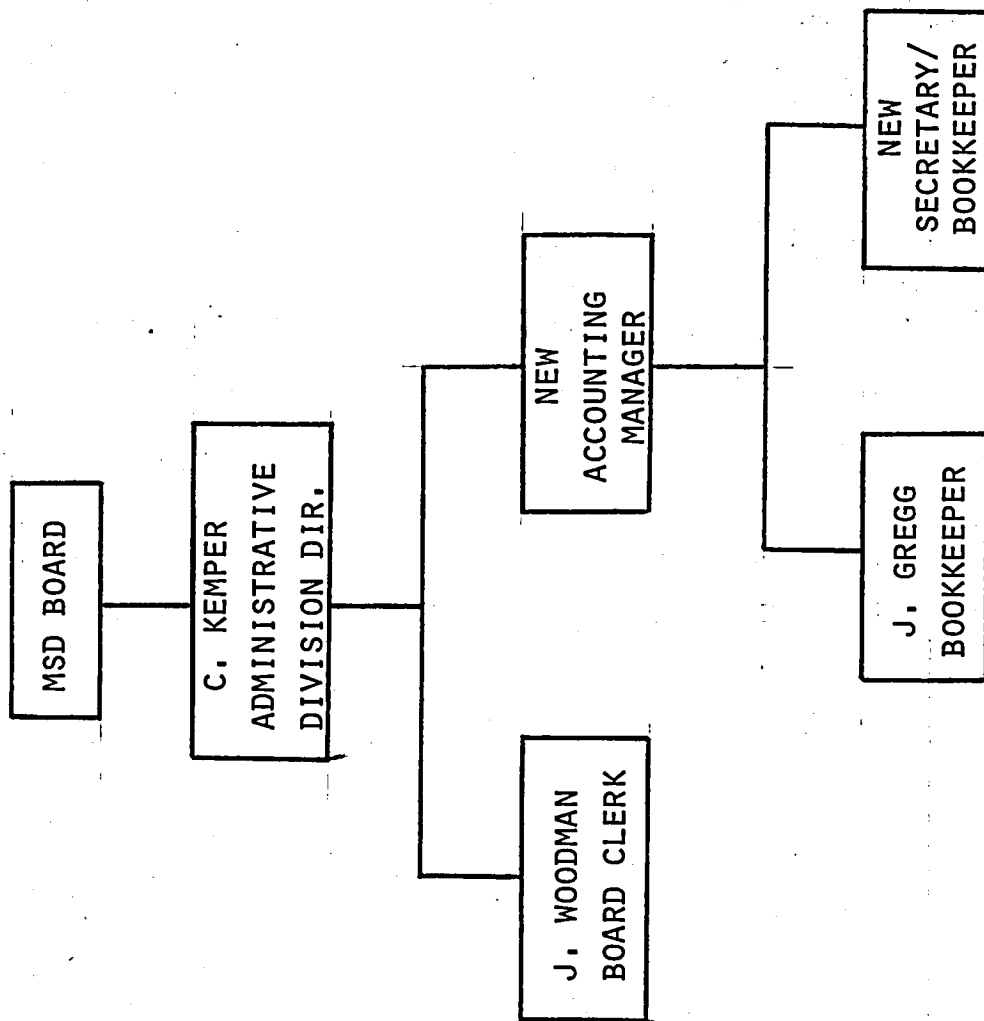 MSD BOARD
C. KEMPER
ADMINISTRATIVE
DIVISION DIR.
J. WOODMAN
BOARD CLERK
NEW
ACCOUNTING
MANAGER
J. GREGG
BOOKKEEPER
NEW
SECRETARY/
BOOKKEEPER